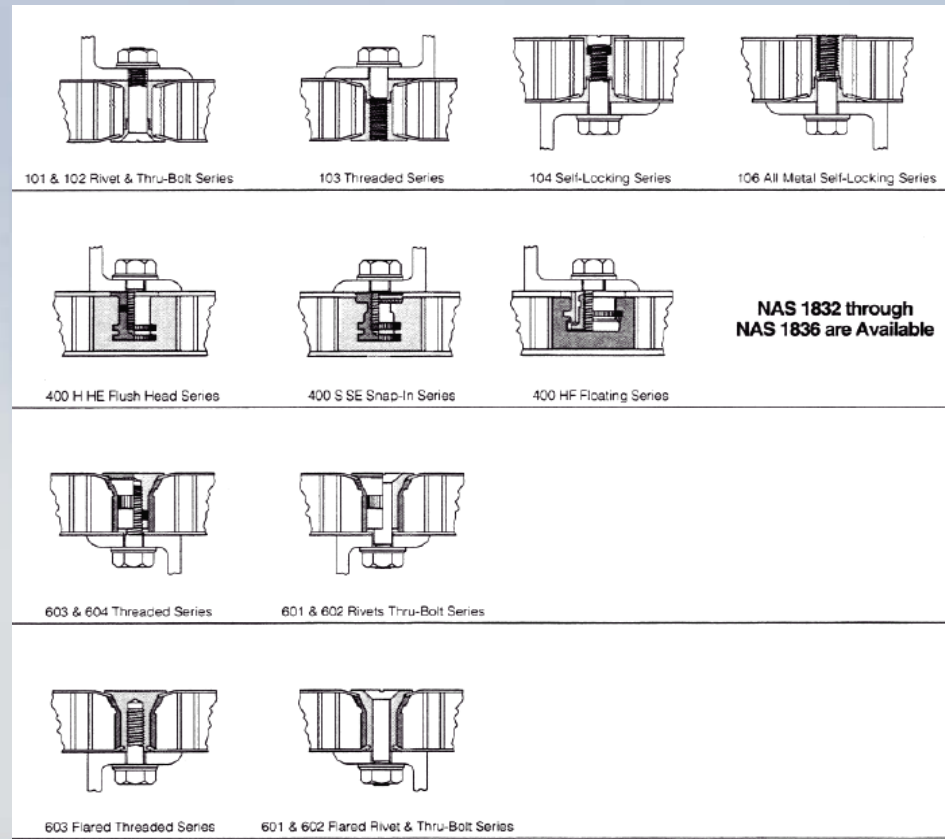 101 & 102 Rivet & Thru-Bolt Series
103 Threaded Series
104 Self-Locking Series
106 All Metal Self-Locking Series
NAS 1832 through
NAS 1836 are Available
400 H HE Flush Head Series
400 S SE Snap-In Series
400 HF Floating Series
603 & 604 Threaded Series
601 & 602 Rivets Thru-Bolt Series
603 Flared Threaded Series
601 & 602 Flared Rivet & Thru-Bolt Series